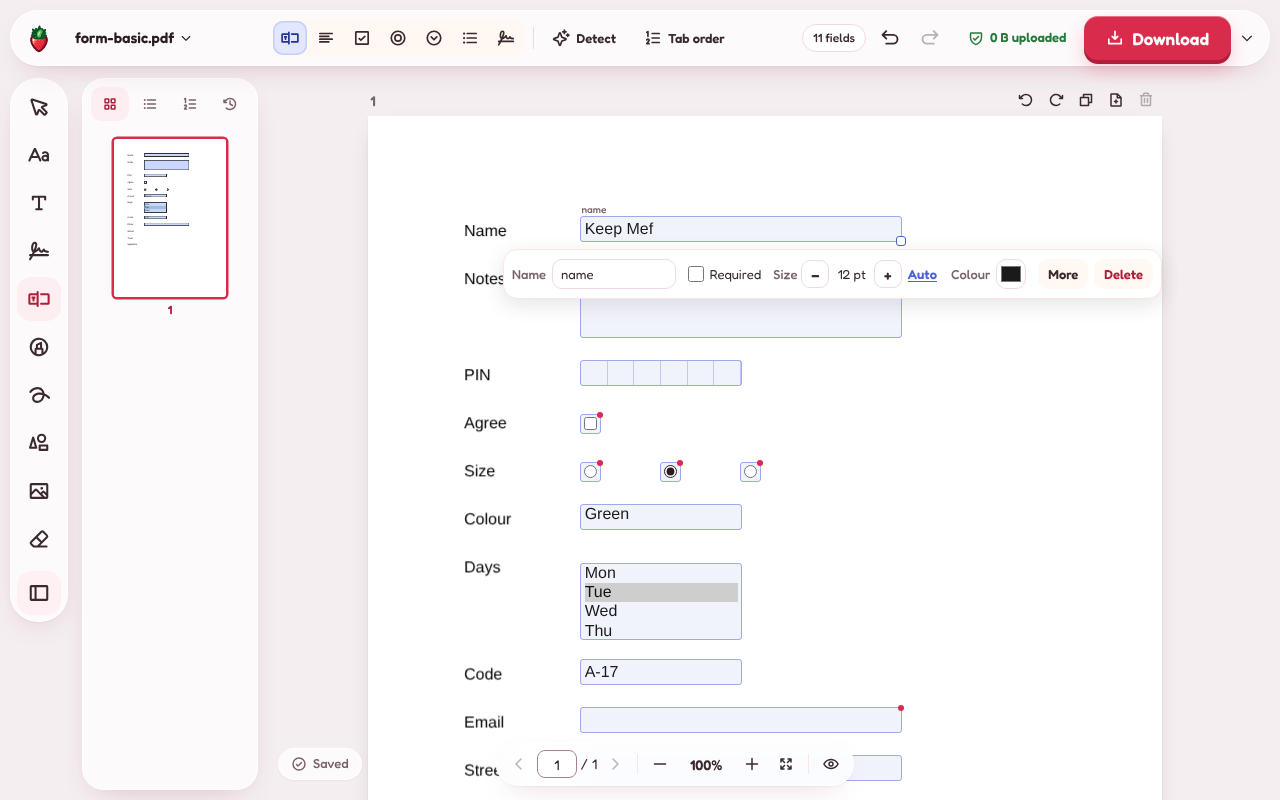 form-basic.pdf
Detect
Tab order
11 fields
0 B uploaded
Download
Aa
T
1
1
name
Name
Keep Mef
Notes
Name
name
Required
Size
12 pt
Auto
Colour
More
Delete
PIN
Agree
Size
Colour
Green
Days
Mon
Tue
Wed
Thu
Code
A-17
Email
Saved
1 / 1
100%